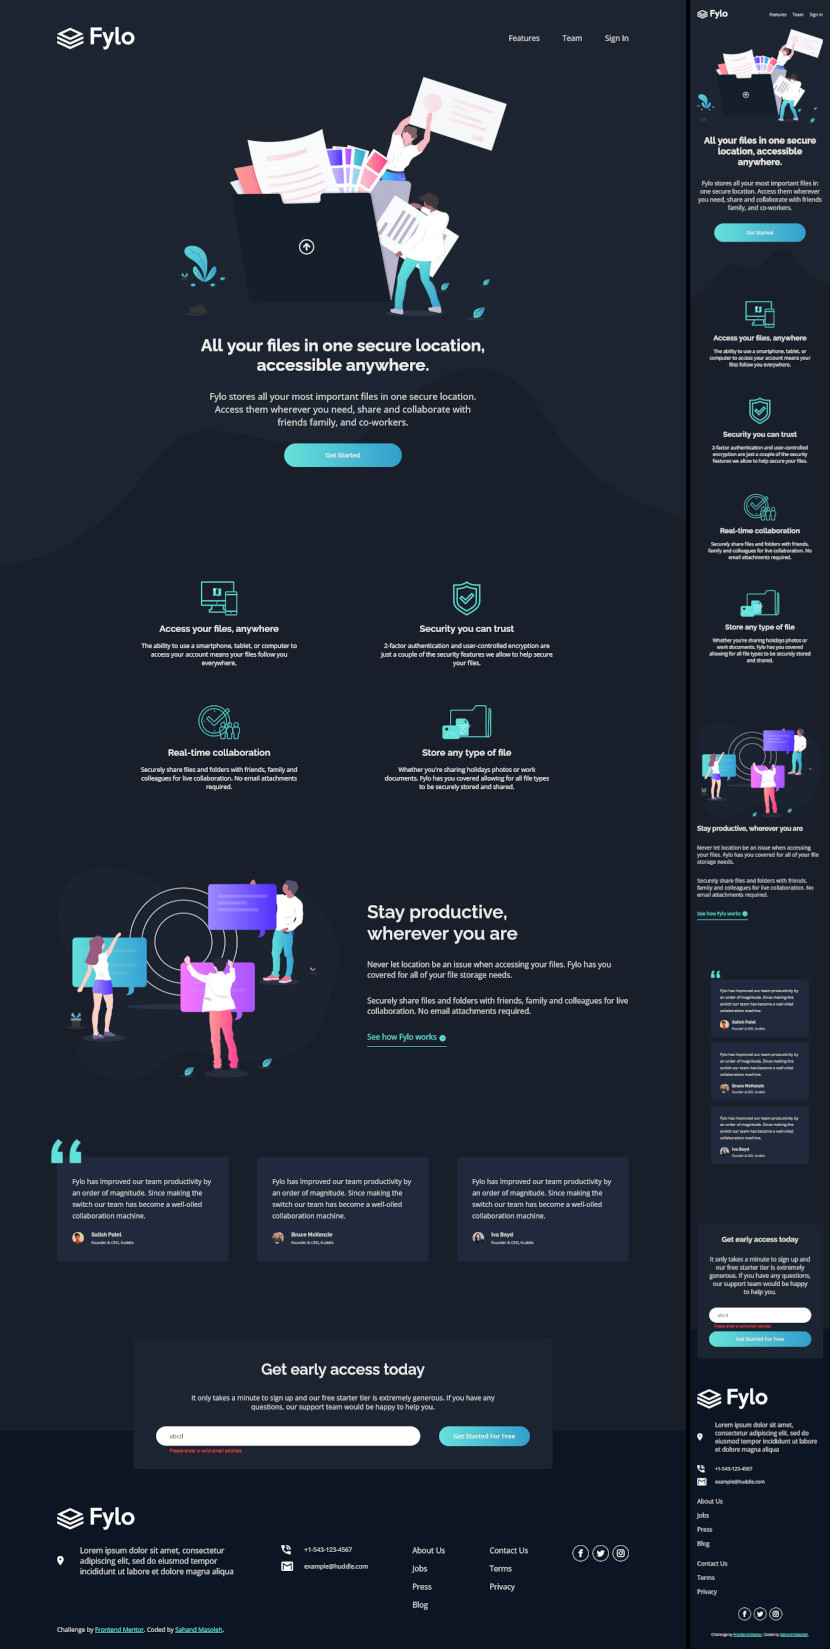 Fylo
Features Team Sign In
All your files in one secure location,
accessible anywhere.
Fylo stores all your most important files in one secure location.
Access them wherever you need, share and collaborate with
friends family, and co-workers.
Get Started
Access your files, anywhere
The ability to use a smartphone, tablet, or computer to
access your account means your files follow you
everywhere.
Security you can trust
2-factor authentication and user-controlled encryption are
just a couple of the security features we allow to help secure
your files.
Real-time collaboration
Securely share files and folders with friends, family and
colleagues for live collaboration. No email attachments
required.
Store any type of file
Whether you're sharing holidays photos or work
documents, Fylo has you covered allowing for all file types
to be securely stored and shared.
Stay productive,
wherever you are
Never let location be an issue when accessing your files. Fylo has you
covered for all of your file storage needs.
Securely share files and folders with friends, family and colleagues for live
collaboration. No email attachments required.
See how Fylo works
Fylo has improved our team productivity by
an order of magnitude. Since making the
switch our team has become a well-oiled
collaboration machine.
Satish Patel
Founder & CEO, Huddle
Fylo has improved our team productivity by
an order of magnitude. Since making the
switch our team has become a well-oiled
collaboration machine.
Bruce McKenzie
Founder & CEO, Huddle
Fylo has improved our team productivity by
an order of magnitude. Since making the
switch our team has become a well-oiled
collaboration machine.
Iva Boyd
Founder & CEO, Huddle
Get early access today
It only takes a minute to sign up and our free starter tier is extremely generous. If you have any
questions, our support team would be happy to help you.
abcd
Get Started For Free
Please enter a valid email address
Fylo
Lorem ipsum dolor sit amet, consectetur
adipiscing elit, sed do eiusmod tempor
incididunt ut labore et dolore magna aliqua
+1-543-123-4567
example@huddle.com
About Us
Jobs
Press
Blog
Contact Us
Terms
Privacy
Challenge by Frontend Mentor. Coded by Sahand Masoleh.
Fylo
Features Team Sign In
All your files in one secure
location, accessible
anywhere.
Fylo stores all your most important files in
one secure location. Access them wherever
you need, share and collaborate with friends
family, and co-workers.
Get Started
Access your files, anywhere
The ability to use a smartphone, tablet, or
computer to access your account means your
files follow you everywhere.
Security you can trust
2-factor authentication and user-controlled
encryption are just a couple of the security
features we allow to help secure your files.
Real-time collaboration
Securely share files and folders with friends,
family and colleagues for live collaboration. No
email attachments required.
Store any type of file
Whether you're sharing holidays photos or
work documents, Fylo has you covered
allowing for all file types to be securely stored
and shared.
Stay productive, wherever you are
Never let location be an issue when accessing
your files. Fylo has you covered for all of your file
storage needs.
Securely share files and folders with friends,
family and colleagues for live collaboration. No
email attachments required.
See how Fylo works
Fylo has improved our team productivity by
an order of magnitude. Since making the
switch our team has become a well-oiled
collaboration machine.
Satish Patel
Founder & CEO, Huddle
Fylo has improved our team productivity by
an order of magnitude. Since making the
switch our team has become a well-oiled
collaboration machine.
Bruce McKenzie
Founder & CEO, Huddle
Fylo has improved our team productivity by
an order of magnitude. Since making the
switch our team has become a well-oiled
collaboration machine.
Iva Boyd
Founder & CEO, Huddle
Get early access today
It only takes a minute to sign up and
our free starter tier is extremely
generous. If you have any questions,
our support team would be happy
to help you.
abcd
Please enter a valid email address
Get Started For Free
Fylo
Lorem ipsum dolor sit amet,
consectetur adipiscing elit, sed do
eiusmod tempor incididunt ut labore
et dolore magna aliqua
+1-543-123-4567
example@huddle.com
About Us
Jobs
Press
Blog
Contact Us
Terms
Privacy
Challenge by Frontend Mentor. Coded by Sahand Masoleh.